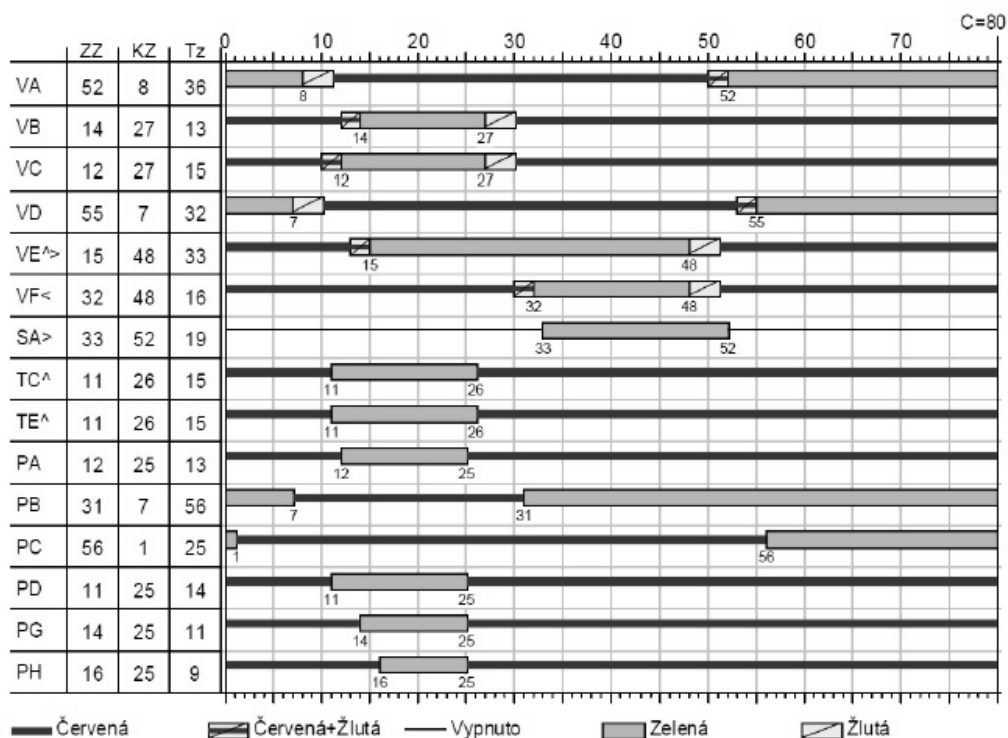 C=80
ZZ KZ Tz 0 10 20 30 40 50 60 70
VA 52 8 36 8 52
VB 14 27 13 14 27
VC 12 27 15 12 27
VD 55 7 32 7 55
VE^> 15 48 33 15 48
VF< 32 48 16 32 48
SA> 33 52 19 33 52
TC^ 11 26 15 11 26
TE^ 11 26 15 11 26
PA 12 25 13 12 25
PB 31 7 56 7 31
PC 56 1 25 1 56
PD 11 25 14 11 25
PG 14 25 11 14 25
PH 16 25 9 16 25
Červená Červená+Žlutá Vypnuto Zelená Žlutá